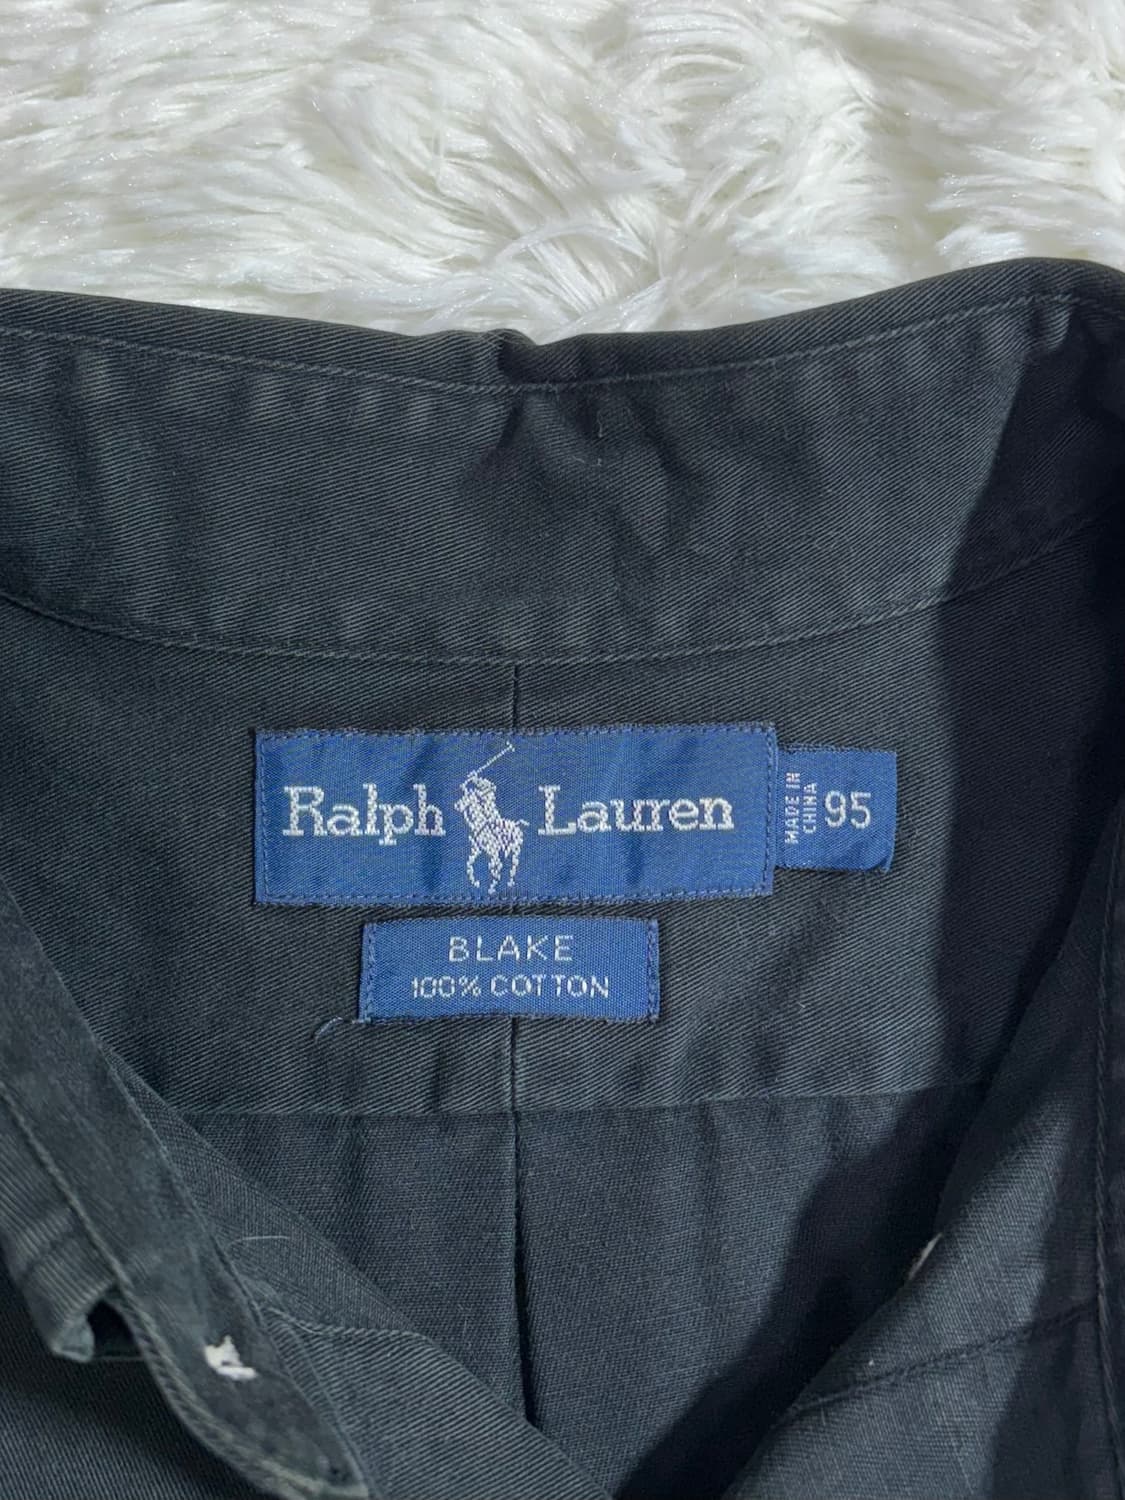 Ralph Lauren
MADE IN
CHINA
95
BLAKE
100% COTTON